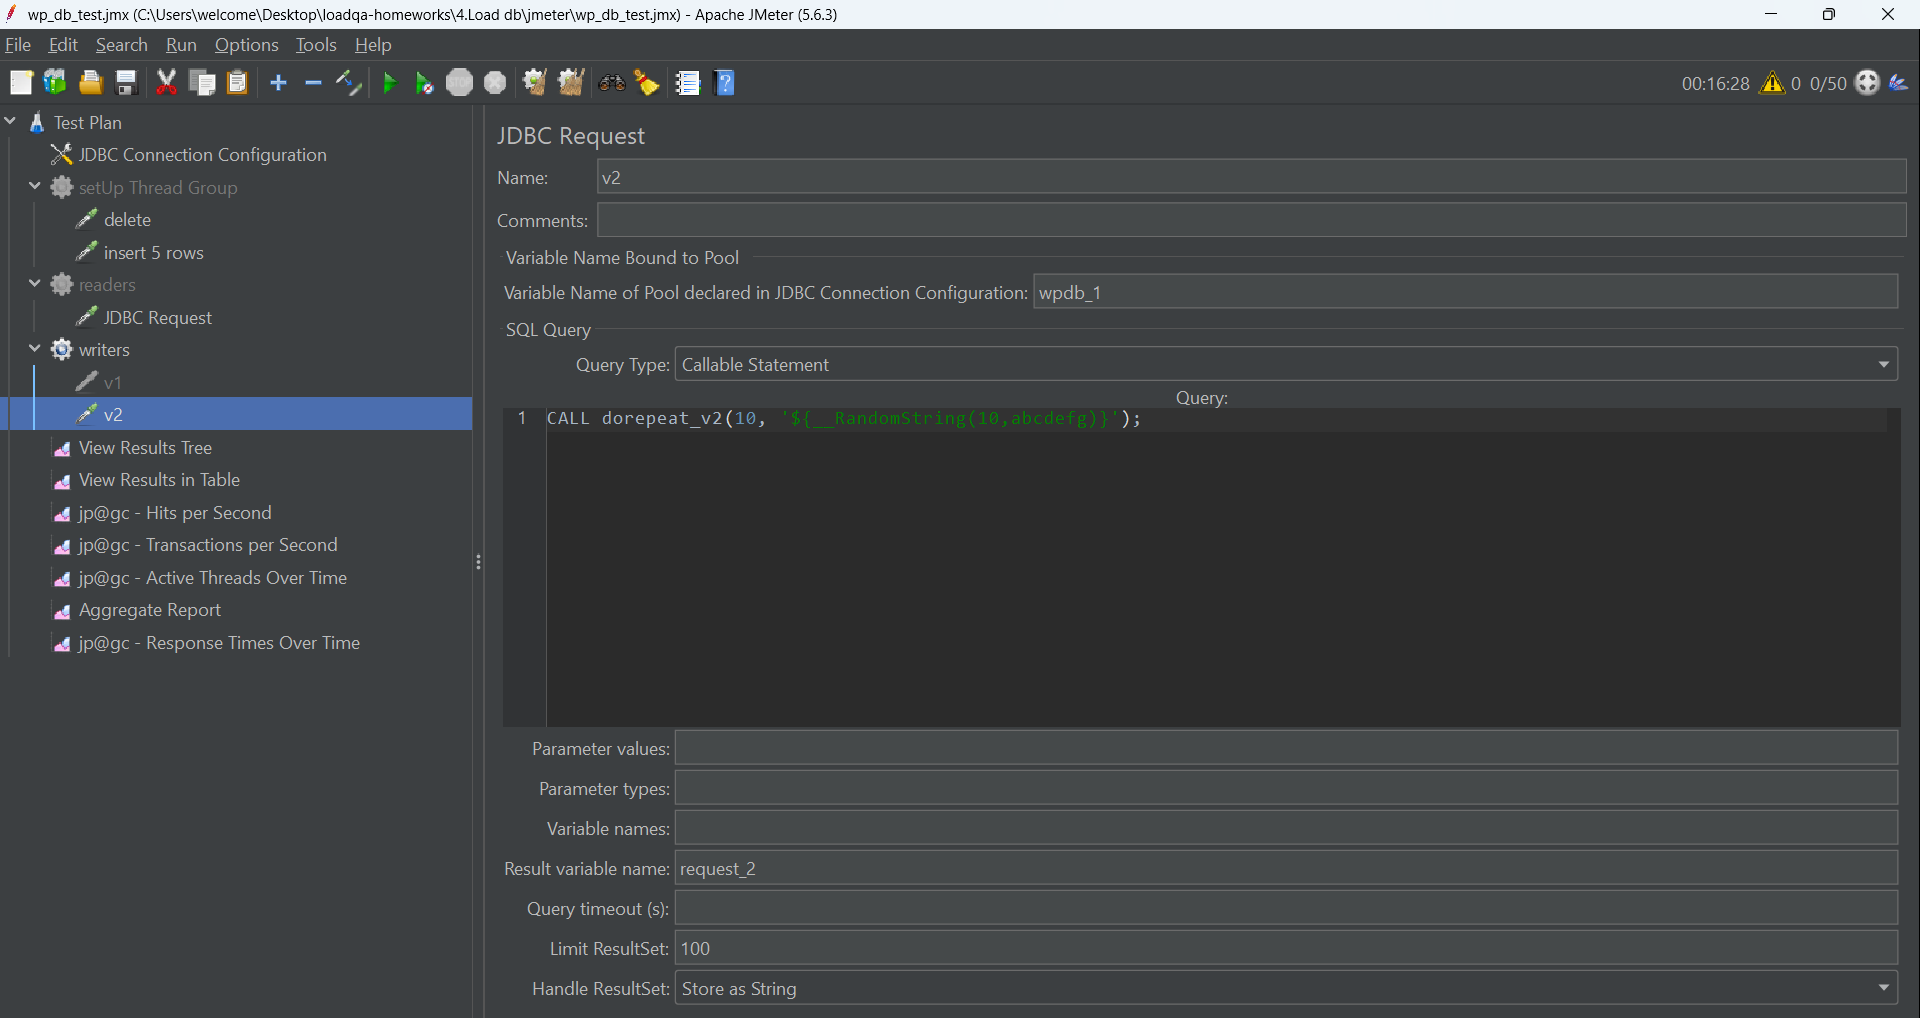 wp_db_test.jmx (C:\Users\welcome\Desktop\loadqa-homeworks\4.Load db\jmeter\wp_db_test.jmx) - Apache JMeter (5.6.3)
File Edit Search Run Options Tools Help
00:16:28 0 0/50
Test Plan
JDBC Connection Configuration
setUp Thread Group
delete
insert 5 rows
readers
JDBC Request
writers
v1
v2
View Results Tree
View Results in Table
jp@gc - Hits per Second
jp@gc - Transactions per Second
jp@gc - Active Threads Over Time
Aggregate Report
jp@gc - Response Times Over Time
JDBC Request
Name: v2
Comments:
Variable Name Bound to Pool
Variable Name of Pool declared in JDBC Connection Configuration: wpdb_1
SQL Query
Query Type: Callable Statement
Query:
1 CALL dorepeat_v2(10, '${__RandomString(10,abcdefg)}');
Parameter values:
Parameter types:
Variable names:
Result variable name: request_2
Query timeout (s):
Limit ResultSet: 100
Handle ResultSet: Store as String